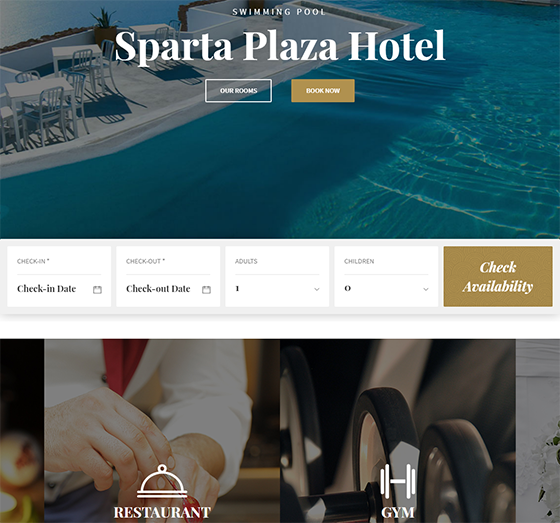 SWIMMING POOL
Sparta Plaza Hotel
OUR ROOMS
BOOK NOW
CHECK-IN *
Check-in Date
CHECK-OUT *
Check-out Date
ADULTS
1
CHILDREN
0
Check
Availability
RESTAURANT
GYM